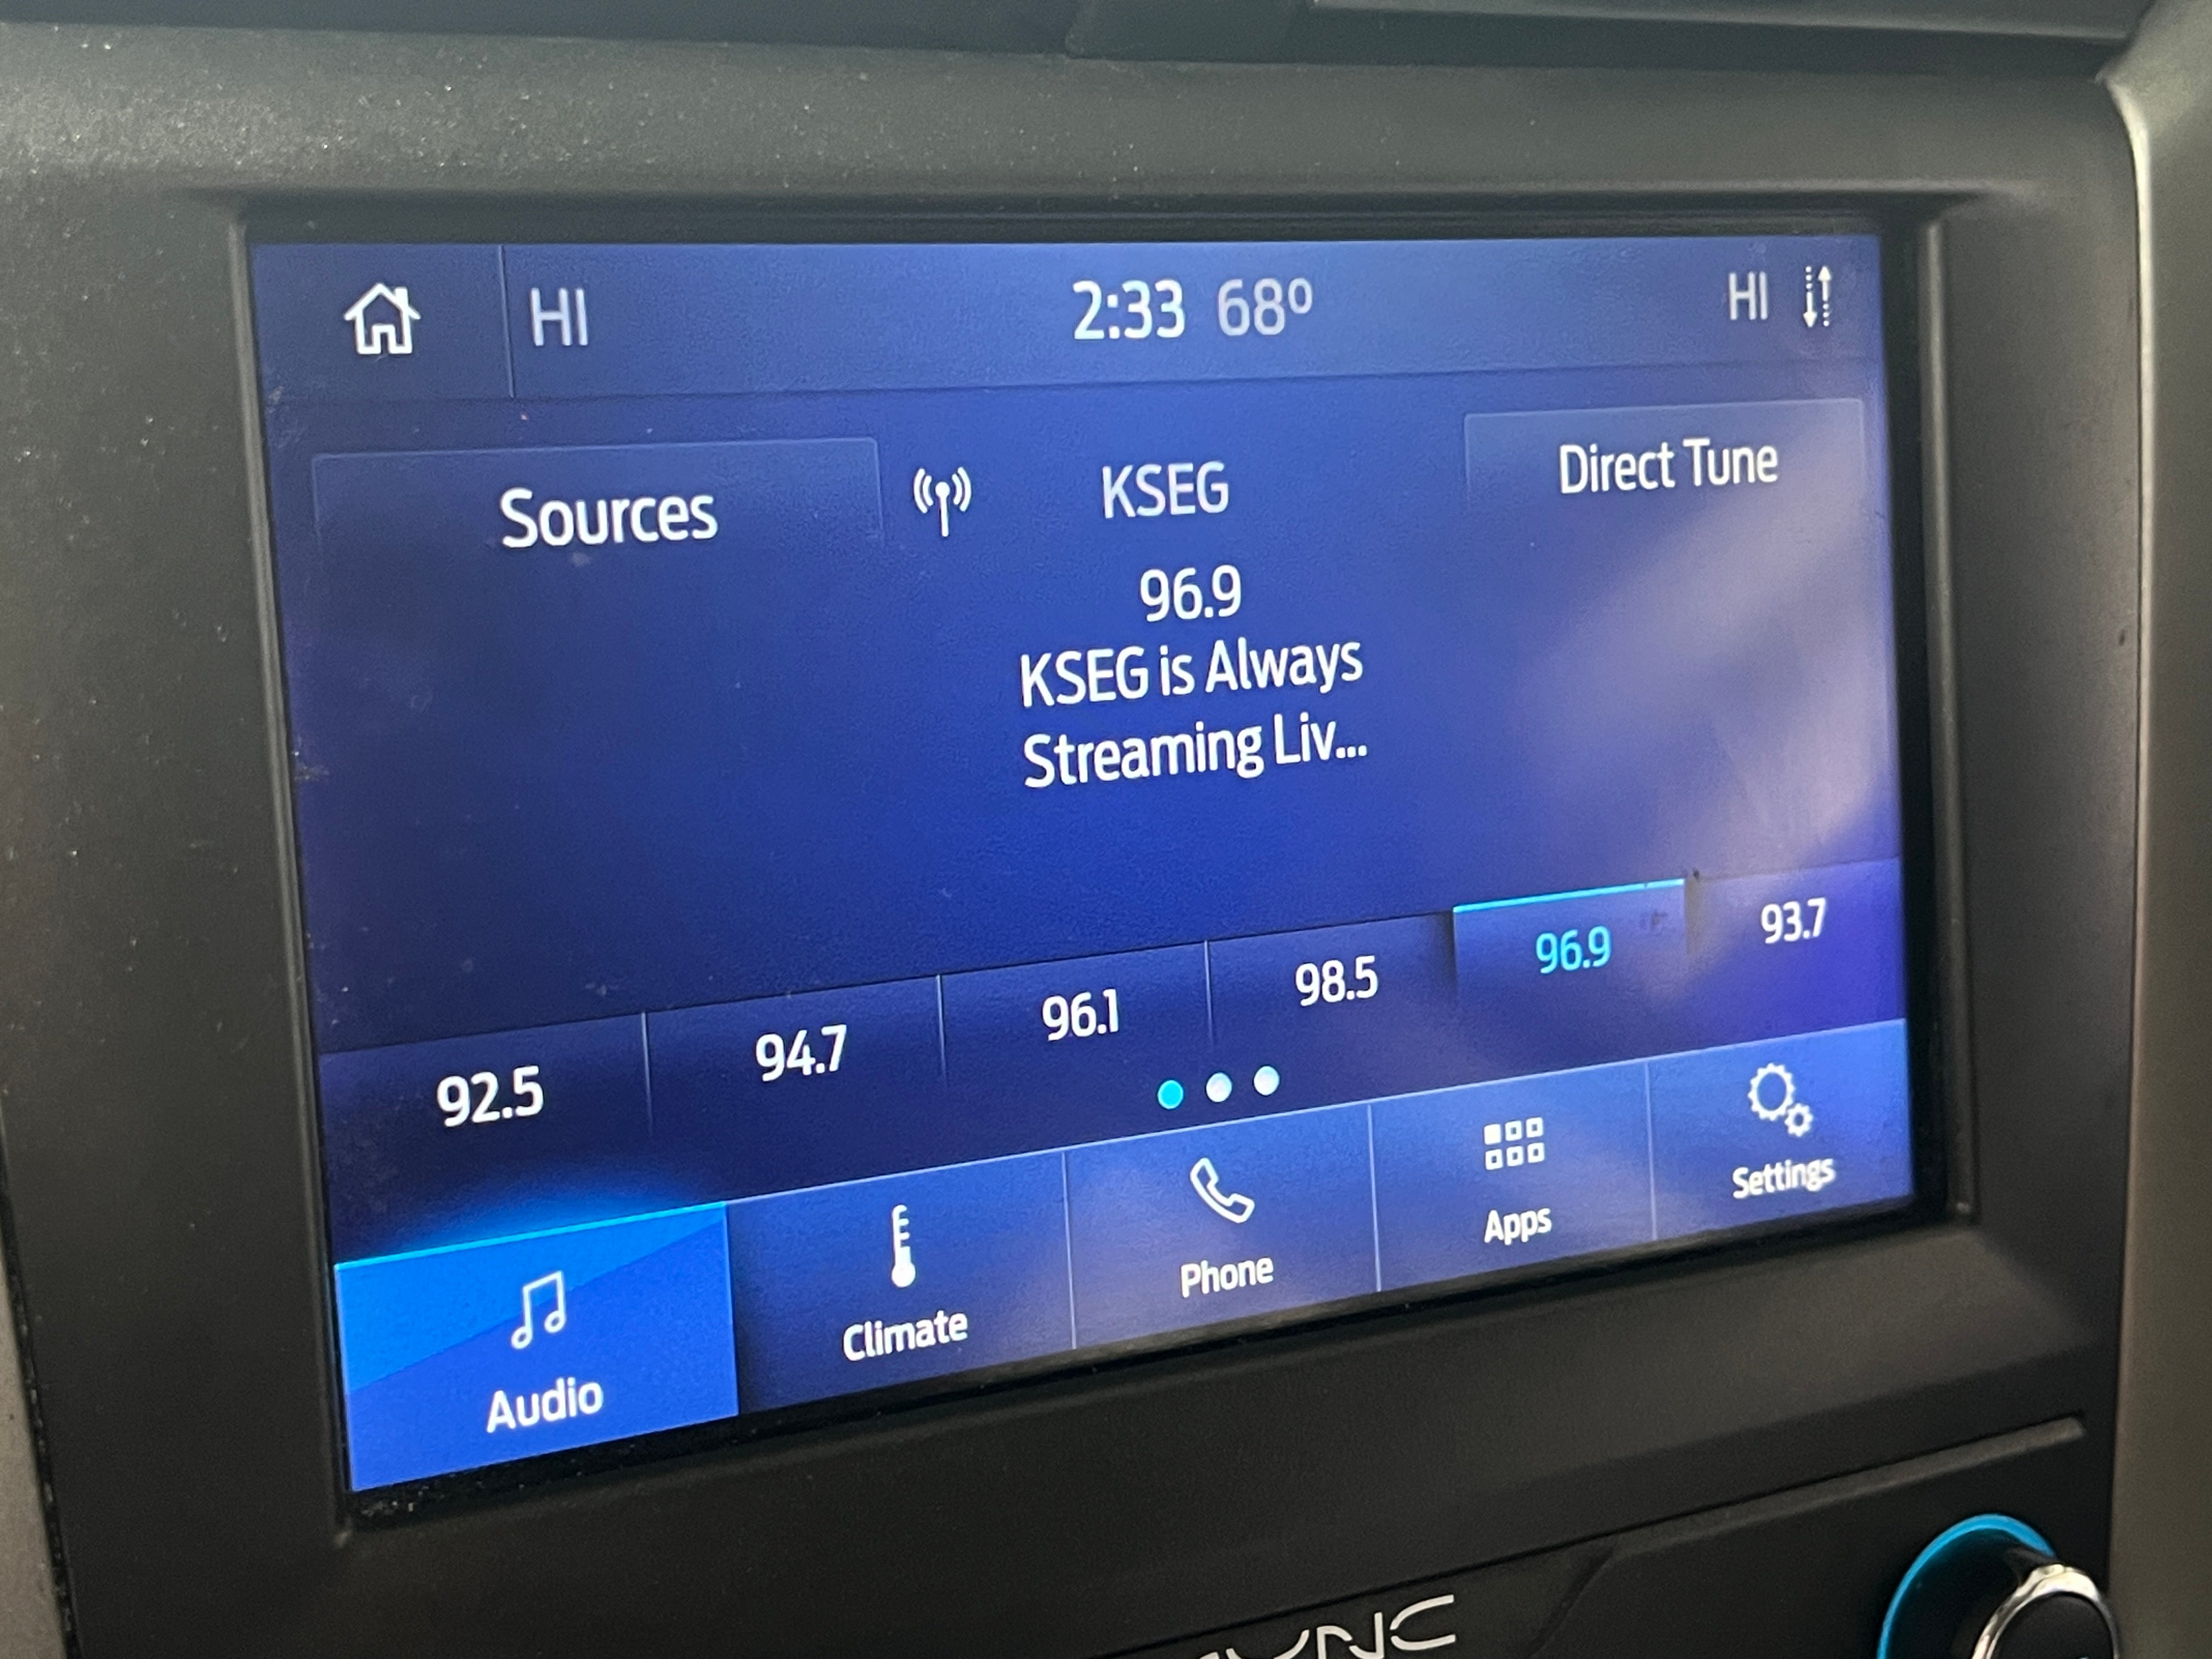 HI 2:33 68° HI
Sources KSEG Direct Tune
96.9
KSEG is Always
Streaming Liv...
92.5 94.7 96.1 98.5 96.9 93.7
Audio Climate Phone Apps Settings
SYNC